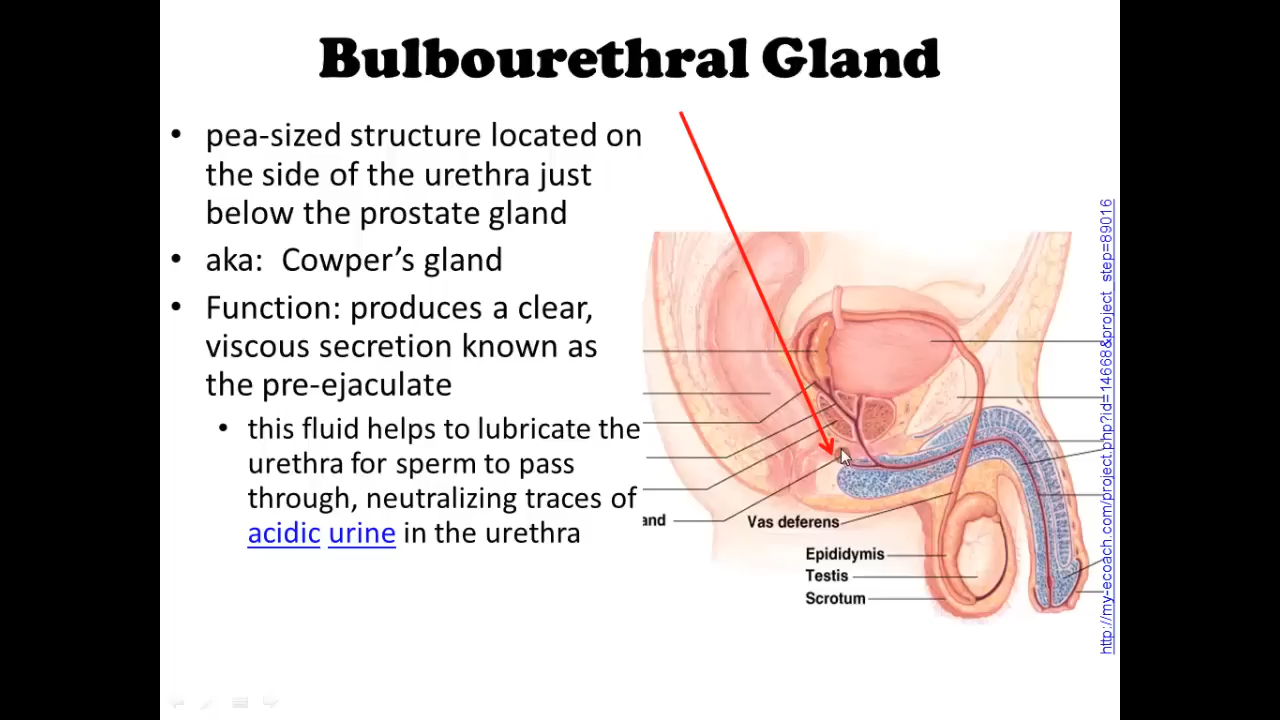 Bulbourethral Gland
• pea-sized structure located on
the side of the urethra just
below the prostate gland
• aka:  Cowper's gland
• Function: produces a clear,
viscous secretion known as
the pre-ejaculate
• this fluid helps to lubricate the
urethra for sperm to pass
through, neutralizing traces of
acidic urine in the urethra
and
Vas deferens
Epididymis
Testis
Scrotum
http://my-ecoach.com/project.php?id=14668&project_step=89016